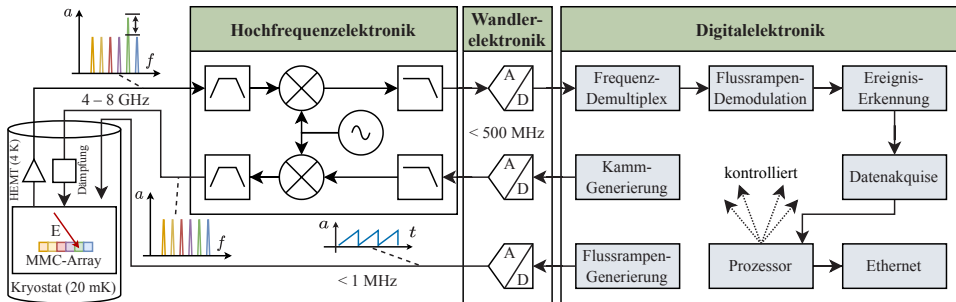 Hochfrequenzelektronik
Wandler-
elektronik
Digitalelektronik
a
f
4 – 8 GHz
HEMT (4 K)
Dämpfung
E
MMC-Array
Kryostat (20 mK)
a
f
a
t
< 1 MHz
A
D
< 500 MHz
A
D
A
D
Frequenz-
Demultiplex
Flussrampen-
Demodulation
Ereignis-
Erkennung
Kamm-
Generierung
kontrolliert
Datenakquise
Flussrampen-
Generierung
Prozessor
Ethernet